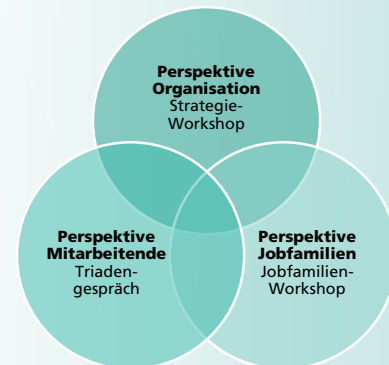 Perspektive
Organisation
Strategie-
Workshop
Perspektive
Mitarbeitende
Triaden-
gespräch
Perspektive
Jobfamilien
Jobfamilien-
Workshop